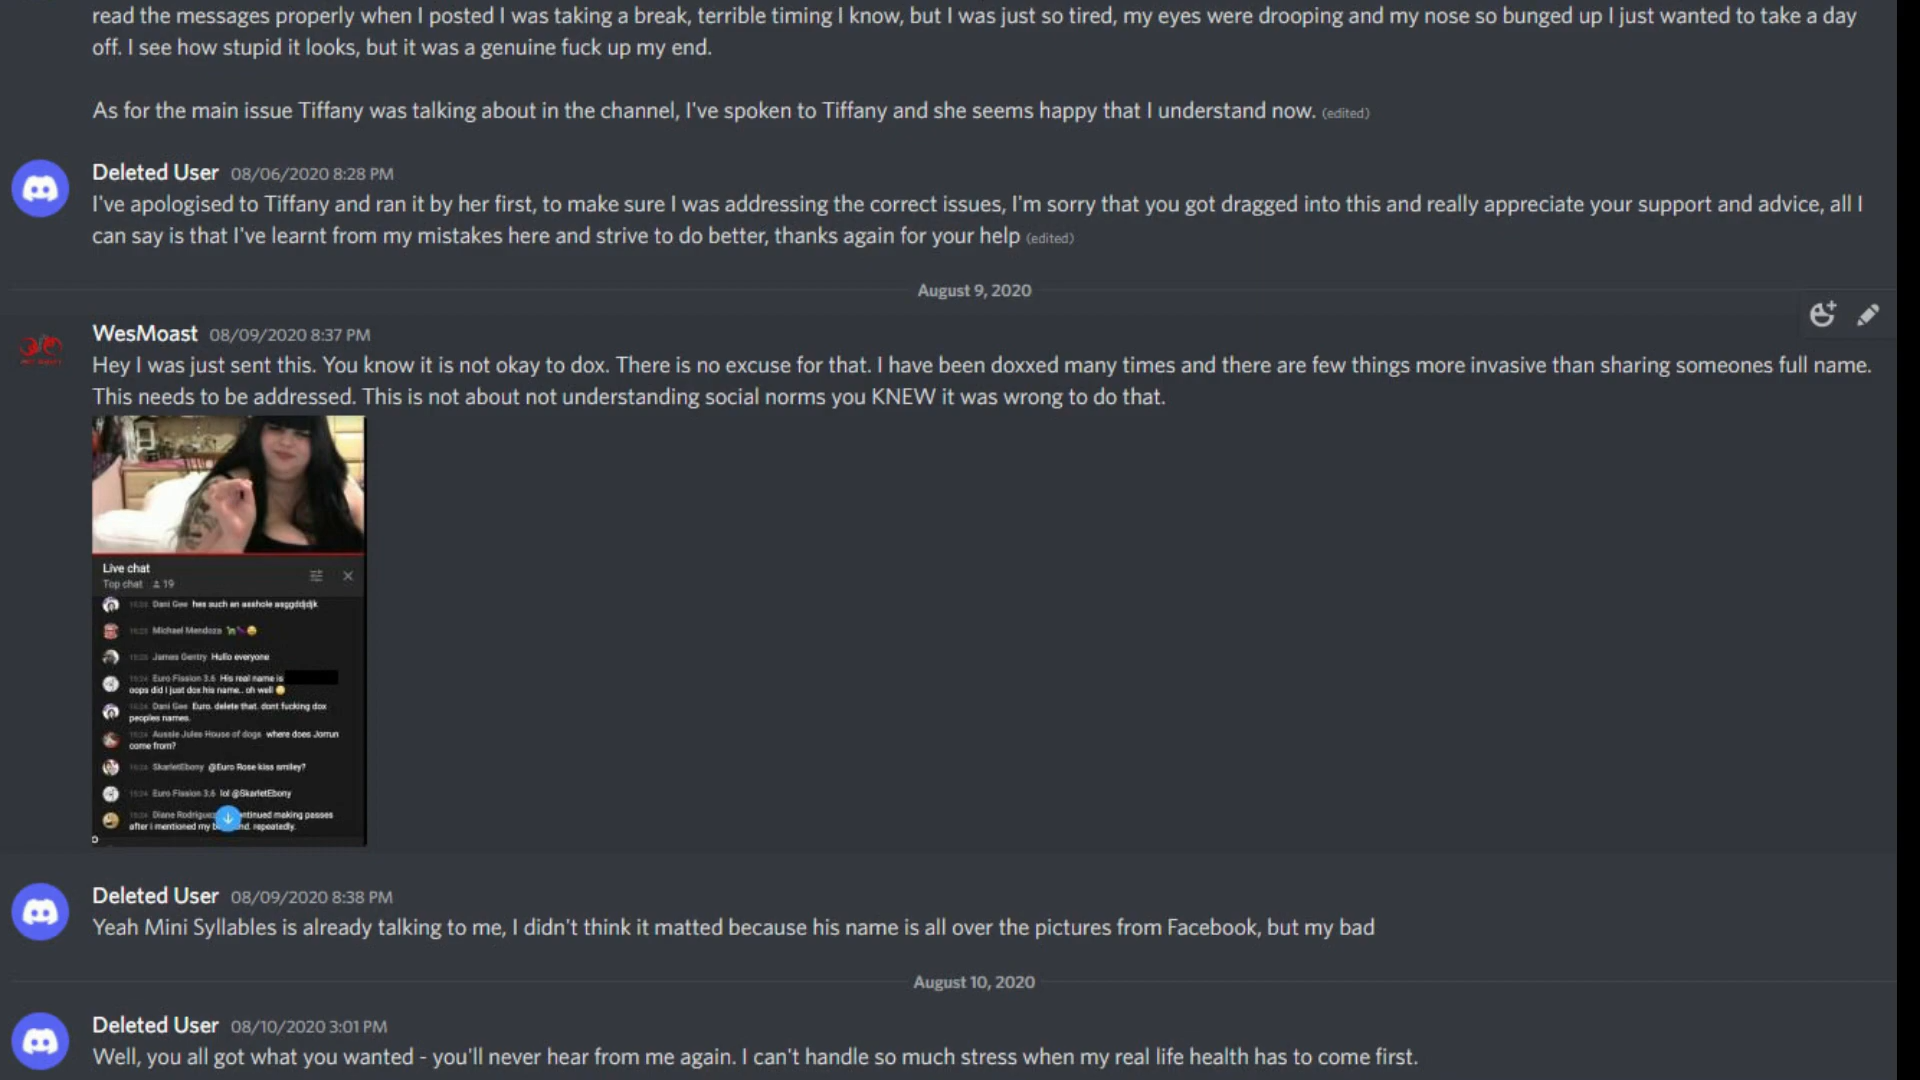 read the messages properly when I posted I was taking a break, terrible timing I know, but I was just so tired, my eyes were drooping and my nose so bunged up I just wanted to take a day
off. I see how stupid it looks, but it was a genuine fuck up my end.
As for the main issue Tiffany was talking about in the channel, I've spoken to Tiffany and she seems happy that I understand now. (edited)
Deleted User 08/06/2020 8:28 PM
I've apologised to Tiffany and ran it by her first, to make sure I was addressing the correct issues, I'm sorry that you got dragged into this and really appreciate your support and advice, all I
can say is that I've learnt from my mistakes here and strive to do better, thanks again for your help (edited)
August 9, 2020
WesMoast 08/09/2020 8:37 PM
Hey I was just sent this. You know it is not okay to dox. There is no excuse for that. I have been doxxed many times and there are few things more invasive than sharing someones full name.
This needs to be addressed. This is not about not understanding social norms you KNEW it was wrong to do that.
Live chat
Top chat 19
Dani Gee hes such an asshole
Michael Mendoza
James Gentry Hullo everyone
Euro Fission 3.6 His real name is
oops did I just dox his name.. oh well
Dani Gee Euro. delete that. dont fucking dox
peoples names.
Aussie Jules House of dogs where does Jorrun
come from?
SkarletEbony @Euro Rose kiss smiley?
Euro Fission 3.6 lol @SkarletEbony
Diane Rodriguez ntinued making passes
after i mentioned my b nd. repeatedly.
Deleted User 08/09/2020 8:38 PM
Yeah Mini Syllables is already talking to me, I didn't think it matted because his name is all over the pictures from Facebook, but my bad
August 10, 2020
Deleted User 08/10/2020 3:01 PM
Well, you all got what you wanted - you'll never hear from me again. I can't handle so much stress when my real life health has to come first.